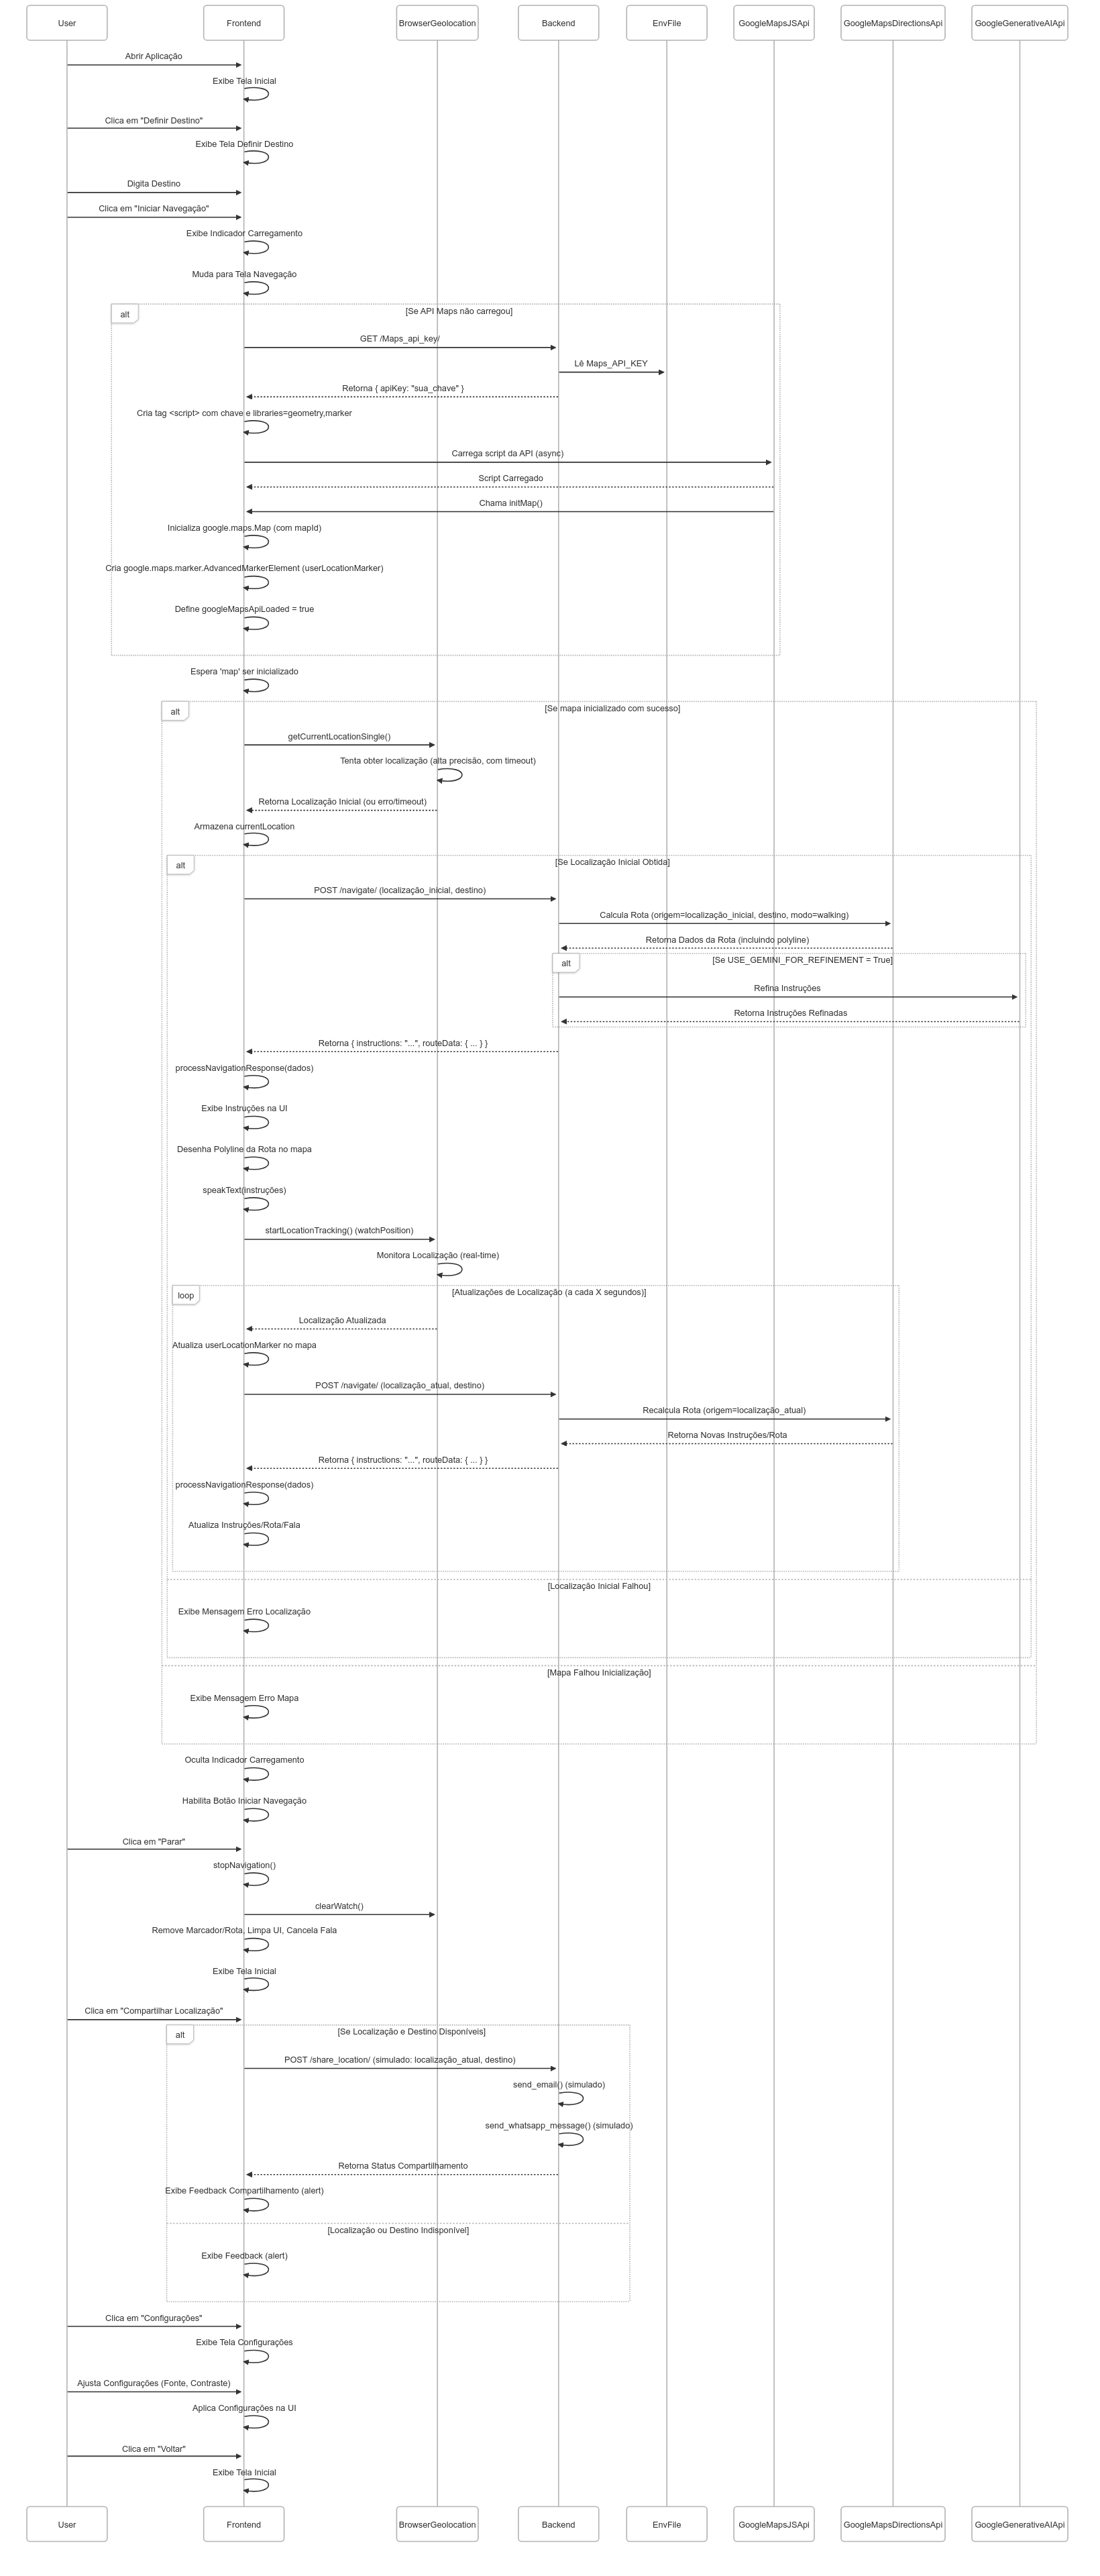 User
Frontend
BrowserGeolocation
Backend
EnvFile
GoogleMapsJSApi
GoogleMapsDirectionsApi
GoogleGenerativeAIApi
Abrir Aplicação
Exibe Tela Inicial
Clica em "Definir Destino"
Exibe Tela Definir Destino
Digita Destino
Clica em "Iniciar Navegação"
Exibe Indicador Carregamento
Muda para Tela Navegação
alt
[Se API Maps não carregou]
GET /Maps_api_key/
Lê Maps_API_KEY
Retorna { apiKey: "sua_chave" }
Cria tag <script> com chave e libraries=geometry,marker
Carrega script da API (async)
Script Carregado
Chama initMap()
Inicializa google.maps.Map (com mapId)
Cria google.maps.marker.AdvancedMarkerElement (userLocationMarker)
Define googleMapsApiLoaded = true
Espera 'map' ser inicializado
alt
[Se mapa inicializado com sucesso]
getCurrentLocationSingle()
Tenta obter localização (alta precisão, com timeout)
Retorna Localização Inicial (ou erro/timeout)
Armazena currentLocation
alt
[Se Localização Inicial Obtida]
POST /navigate/ (localização_inicial, destino)
Calcula Rota (origem=localização_inicial, destino, modo=walking)
Retorna Dados da Rota (incluindo polyline)
alt
[Se USE_GEMINI_FOR_REFINEMENT = True]
Refina Instruções
Retorna Instruções Refinadas
Retorna { instructions: "...", routeData: { ... } }
processNavigationResponse(dados)
Exibe Instruções na UI
Desenha Polyline da Rota no mapa
speakText(instruções)
startLocationTracking() (watchPosition)
Monitora Localização (real-time)
loop
[Atualizações de Localização (a cada X segundos)]
Localização Atualizada
Atualiza userLocationMarker no mapa
POST /navigate/ (localização_atual, destino)
Recalcula Rota (origem=localização_atual)
Retorna Novas Instruções/Rota
Retorna { instructions: "...", routeData: { ... } }
processNavigationResponse(dados)
Atualiza Instruções/Rota/Fala
[Localização Inicial Falhou]
Exibe Mensagem Erro Localização
[Mapa Falhou Inicialização]
Exibe Mensagem Erro Mapa
Oculta Indicador Carregamento
Habilita Botão Iniciar Navegação
Clica em "Parar"
stopNavigation()
clearWatch()
Remove Marcador/Rota, Limpa UI, Cancela Fala
Exibe Tela Inicial
Clica em "Compartilhar Localização"
alt
[Se Localização e Destino Disponíveis]
POST /share_location/ (simulado: localização_atual, destino)
send_email() (simulado)
send_whatsapp_message() (simulado)
Retorna Status Compartilhamento
Exibe Feedback Compartilhamento (alert)
[Localização ou Destino Indisponível]
Exibe Feedback (alert)
Clica em "Configurações"
Exibe Tela Configurações
Ajusta Configurações (Fonte, Contraste)
Aplica Configurações na UI
Clica em "Voltar"
Exibe Tela Inicial
User
Frontend
BrowserGeolocation
Backend
EnvFile
GoogleMapsJSApi
GoogleMapsDirectionsApi
GoogleGenerativeAIApi